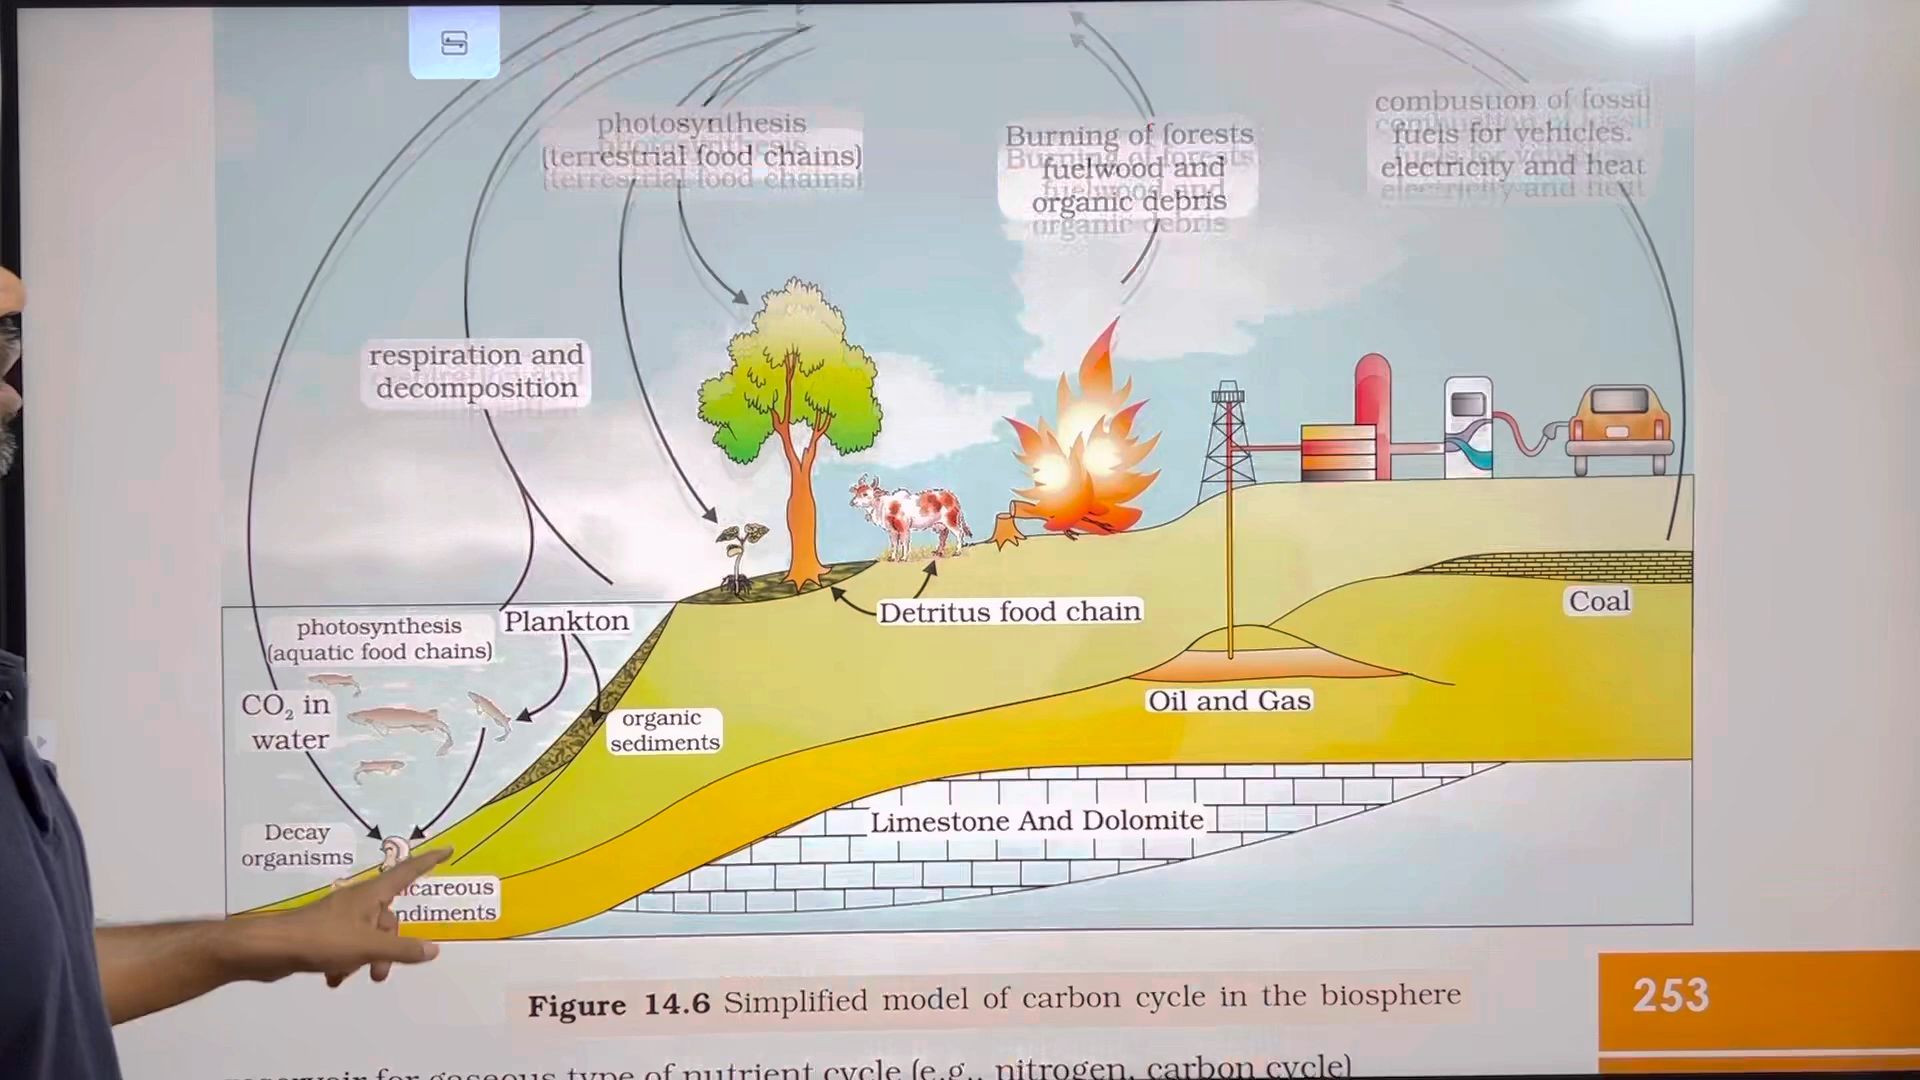 photosynthesis
(terrestrial food chains)
Burning of forests
fuelwood and
organic debris
combustion of fossil
fuels for vehicles.
electricity and heat
respiration and
decomposition
photosynthesis
(aquatic food chains)
Plankton
Detritus food chain
Coal
CO₂ in
water
organic
sediments
Oil and Gas
Limestone And Dolomite
Decay
organisms
careous
ndiments
Figure 14.6 Simplified model of carbon cycle in the biosphere
253
reservoir for gaseous type of nutrient cycle (e.g., nitrogen, carbon cycle)